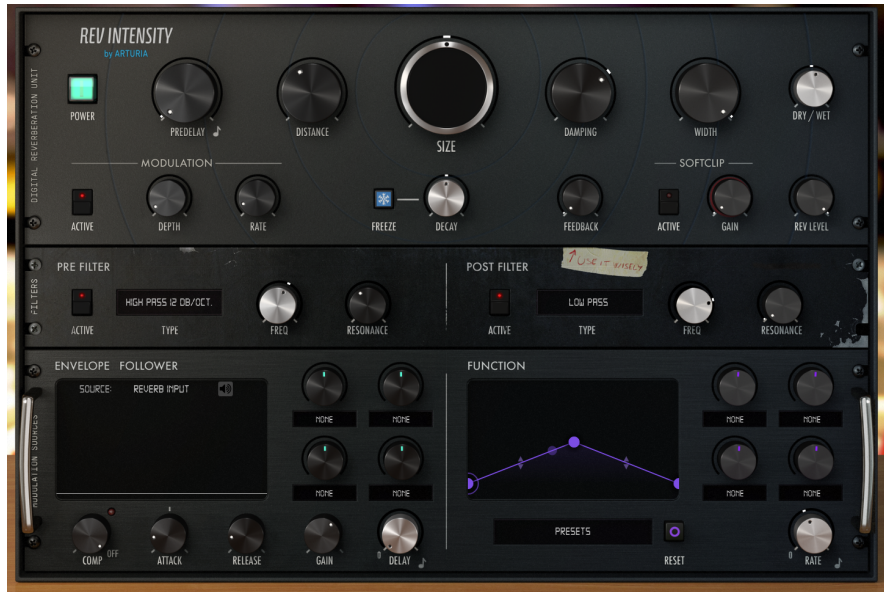 REV INTENSITY
by ARTURIA
DIGITAL REVERBERATION UNIT
POWER
PREDELAY
DISTANCE
SIZE
DAMPING
WIDTH
DRY / WET
MODULATION
SOFTCLIP
ACTIVE
DEPTH
RATE
FREEZE
DECAY
FEEDBACK
ACTIVE
GAIN
REV LEVEL
FILTERS
PRE FILTER
POST FILTER
↑ USE IT WISELY
HIGH PASS 12 DB/OCT.
LOW PASS
ACTIVE
TYPE
FREQ
RESONANCE
ACTIVE
TYPE
FREQ
RESONANCE
MODULATION SOURCES
ENVELOPE FOLLOWER
FUNCTION
SOURCE: REVERB INPUT
NONE
NONE
NONE
NONE
NONE
NONE
NONE
NONE
PRESETS
COMP
OFF
ATTACK
RELEASE
GAIN
0
DELAY
RESET
0
RATE